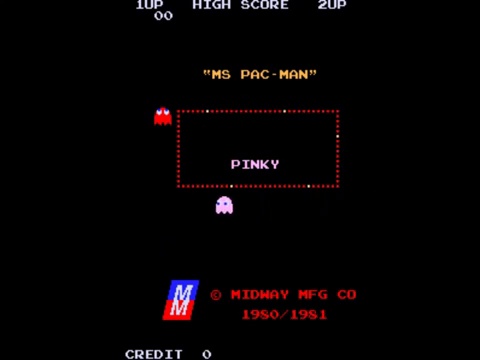 1UP HIGH SCORE 2UP
00
"MS PAC-MAN"
PINKY
MM
© MIDWAY MFG CO
1980/1981
CREDIT 0